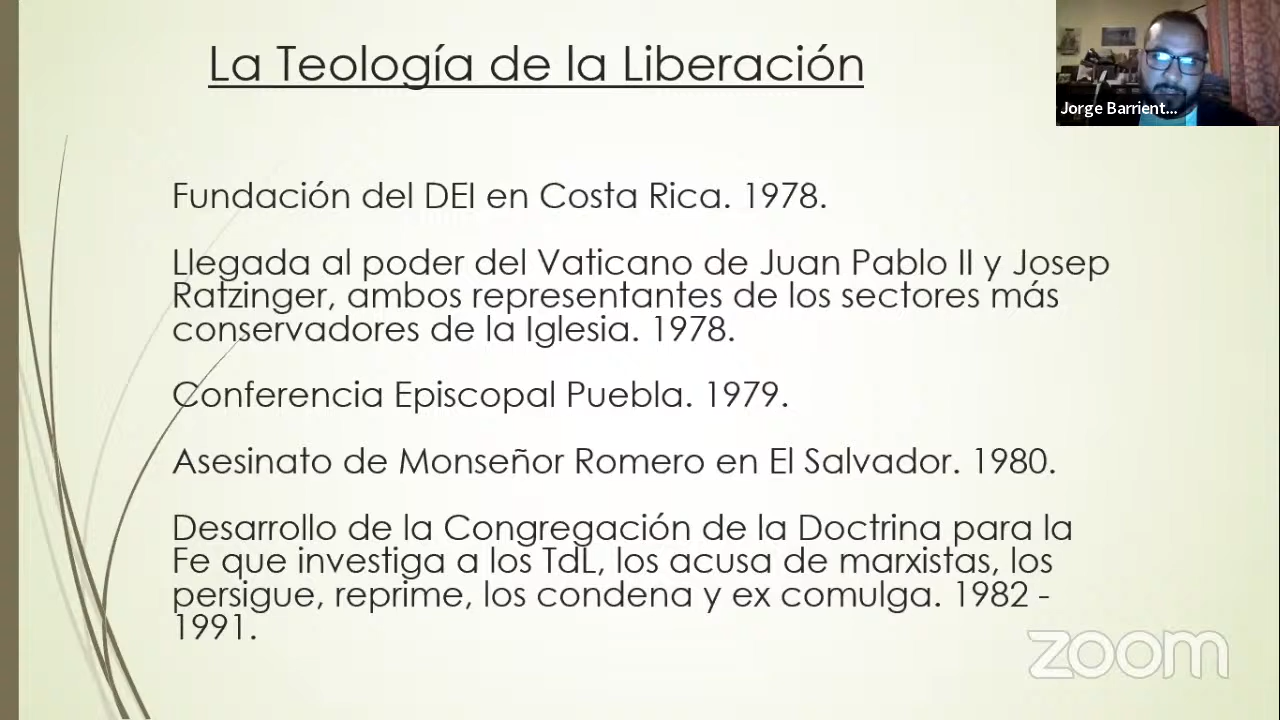 La Teología de la Liberación
Jorge Barrient...
Fundación del DEI en Costa Rica. 1978.
Llegada al poder del Vaticano de Juan Pablo II y Josep
Ratzinger, ambos representantes de los sectores más
conservadores de la Iglesia. 1978.
Conferencia Episcopal Puebla. 1979.
Asesinato de Monseñor Romero en El Salvador. 1980.
Desarrollo de la Congregación de la Doctrina para la
Fe que investiga a los TdL, los acusa de marxistas, los
persigue, reprime, los condena y ex comulga. 1982 -
1991.
zoom